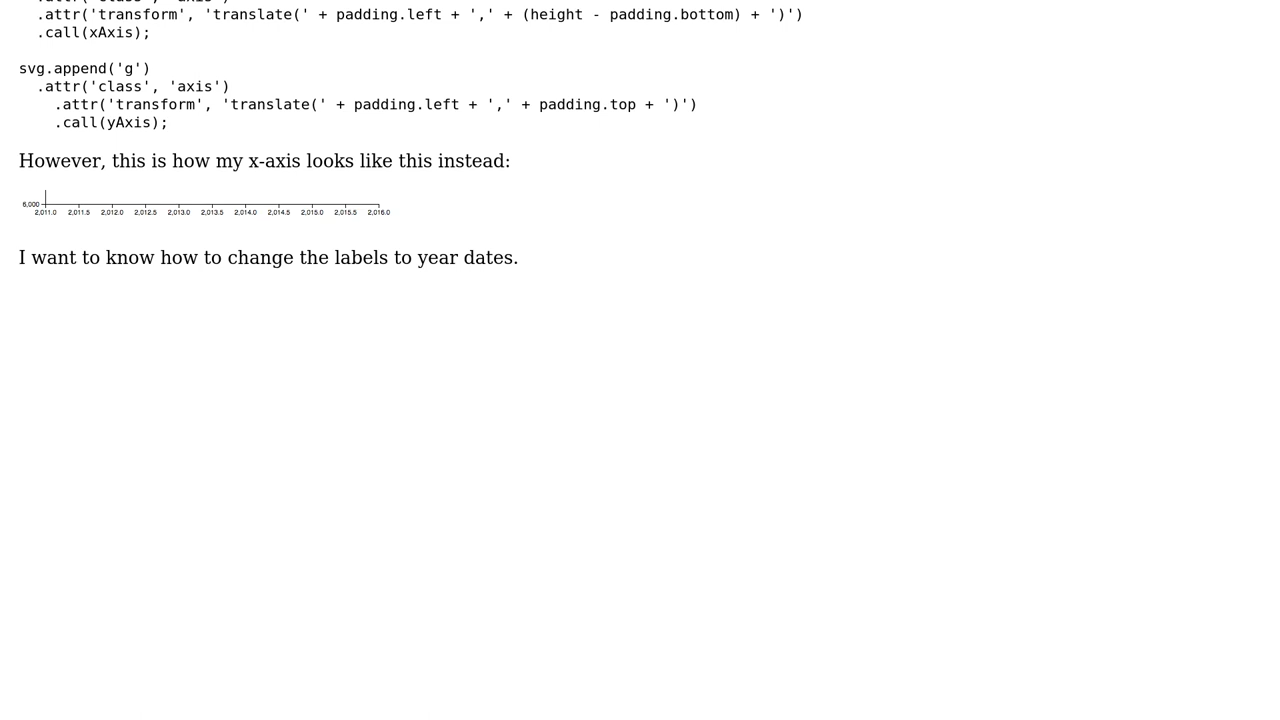 .attr('class', 'axis')
.attr('transform', 'translate(' + padding.left + ',' + (height - padding.bottom) + ')')
.call(xAxis);
svg.append('g')
.attr('class', 'axis')
.attr('transform', 'translate(' + padding.left + ',' + padding.top + ')')
.call(yAxis);
However, this is how my x-axis looks like this instead:
6,000
2,011.0 2,011.5 2,012.0 2,012.5 2,013.0 2,013.5 2,014.0 2,014.5 2,015.0 2,015.5 2,016.0
I want to know how to change the labels to year dates.